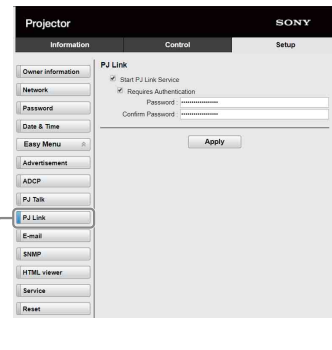 Projector SONY
Information Control Setup
Owner information
Network
Password
Date & Time
Easy Menu
Advertisement
ADCP
PJ Talk
PJ Link
E-mail
SNMP
HTML viewer
Service
Reset
PJ Link
Start PJ Link Service
Requires Authentication
Password : ••••••••••••••••
Confirm Password : ••••••••••••••••
Apply